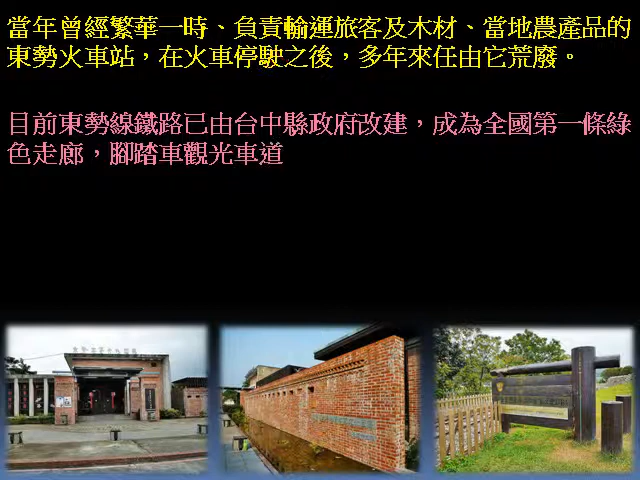 當年曾經繁華一時、負責輸運旅客及木材、當地農產品的
東勢火車站，在火車停駛之後，多年來任由它荒廢。
目前東勢線鐵路已由台中縣政府改建，成為全國第一條綠
色走廊，腳踏車觀光車道